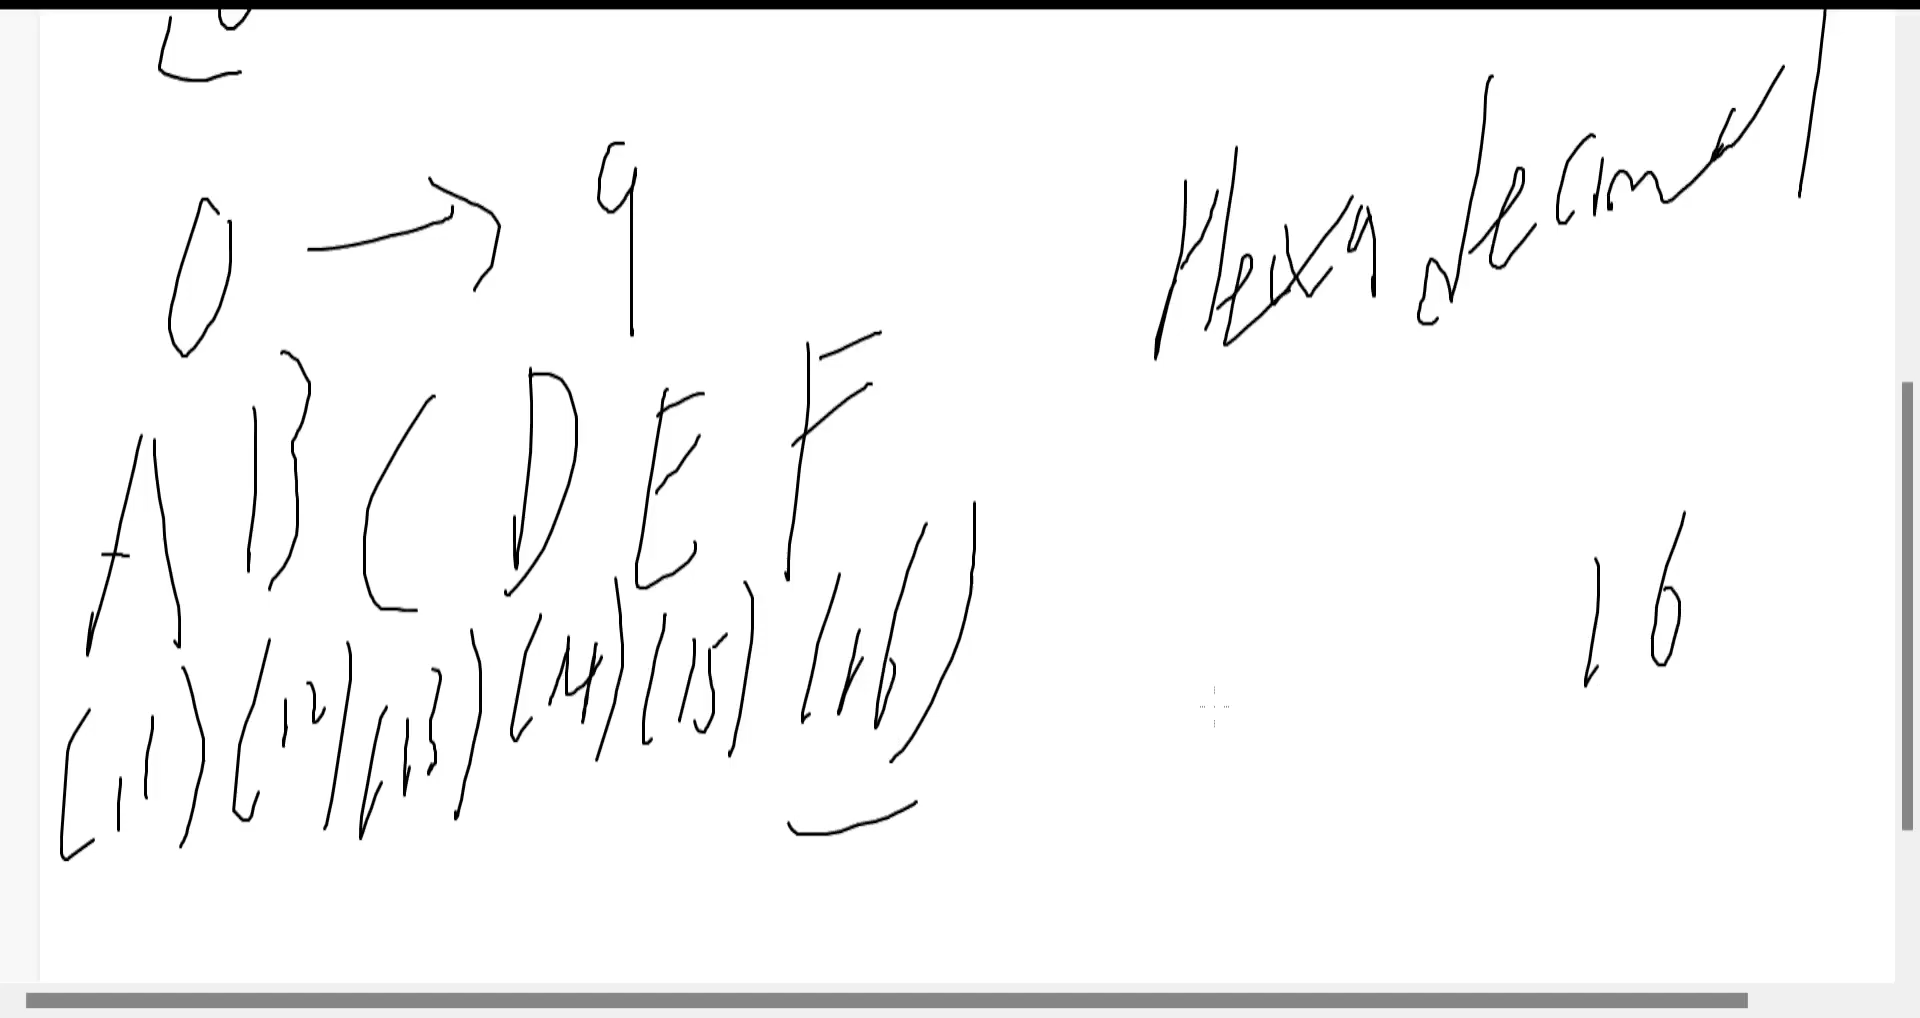 0 → 9
Hexadecimal
A B C D E F
(11) (12) (13) (14) (15) (16)
16